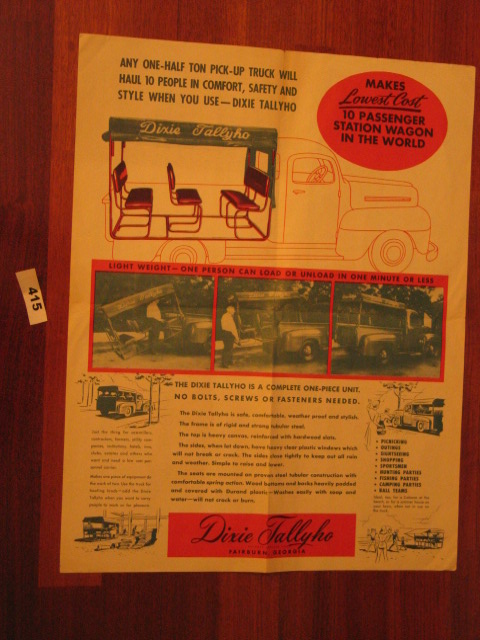 ANY ONE-HALF TON PICK-UP TRUCK WILL
HAUL 10 PEOPLE IN COMFORT, SAFETY AND
STYLE WHEN YOU USE — DIXIE TALLYHO
MAKES
Lowest Cost
10 PASSENGER
STATION WAGON
IN THE WORLD
Dixie Tallyho
LIGHT WEIGHT — ONE PERSON CAN LOAD OR UNLOAD IN ONE MINUTE OR LESS
415
THE DIXIE TALLYHO IS A COMPLETE ONE-PIECE UNIT.
NO BOLTS, SCREWS OR FASTENERS NEEDED.
The Dixie Tallyho is safe, comfortable, weather proof and stylish.
The frame is of rigid and strong tubular steel.
The top is heavy canvas, reinforced with hardwood slats.
The sides, when let down, have heavy clear plastic windows which
will not break or crack. The sides close tightly to keep out all rain
and weather. Simple to raise and lower.
The seats are mounted on proven steel tubular construction with
comfortable spring action. Wood bottoms and backs heavily padded
and covered with Duran plastic—Washes easily with soap and
water—will not crack or burn.
• PICNICKING
• OUTINGS
• SIGHTSEEING
• SHOPPING
• SPORTSMEN
• HUNTING PARTIES
• FISHING PARTIES
• CAMPING PARTIES
• BALL TEAMS
Dixie Tallyho
FAIRBURN, GEORGIA